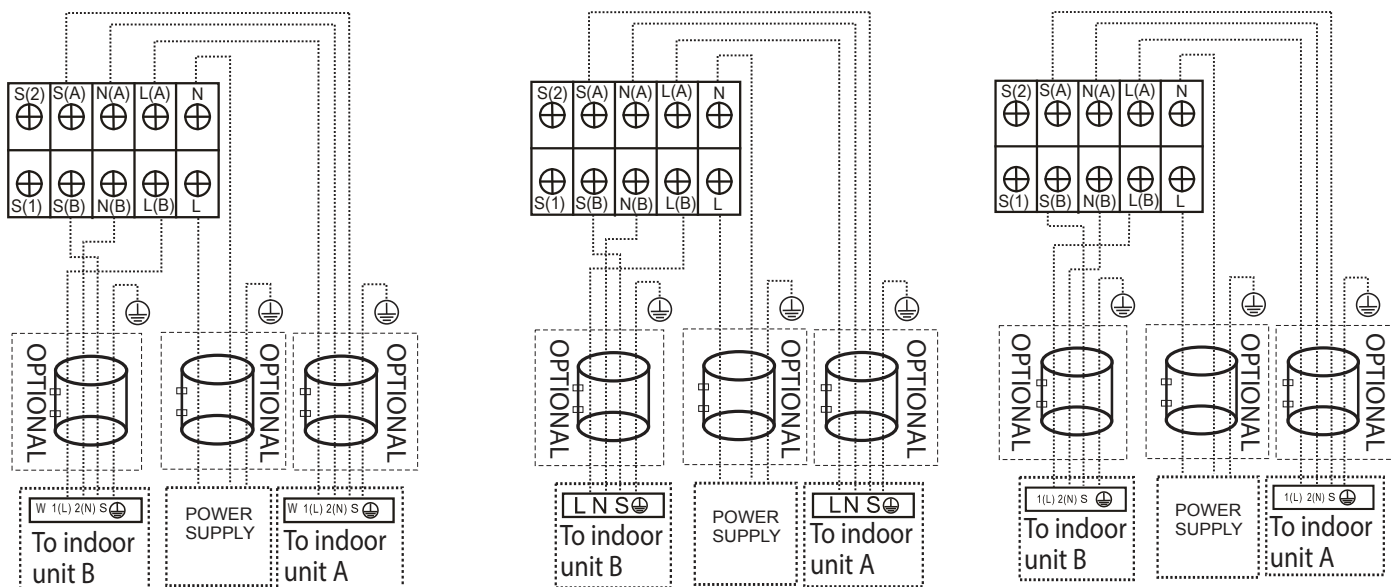 S(2) S(A) N(A) L(A) N
S(1) S(B) N(B) L(B) L
OPTIONAL
OPTIONAL
OPTIONAL
W 1(L) 2(N) S
To indoor
unit B
POWER
SUPPLY
W 1(L) 2(N) S
To indoor
unit A
S(2) S(A) N(A) L(A) N
S(1) S(B) N(B) L(B) L
OPTIONAL
OPTIONAL
OPTIONAL
L N S
To indoor
unit B
POWER
SUPPLY
L N S
To indoor
unit A
S(2) S(A) N(A) L(A) N
S(1) S(B) N(B) L(B) L
OPTIONAL
OPTIONAL
OPTIONAL
1(L) 2(N) S
To indoor
unit B
POWER
SUPPLY
1(L) 2(N) S
To indoor
unit A